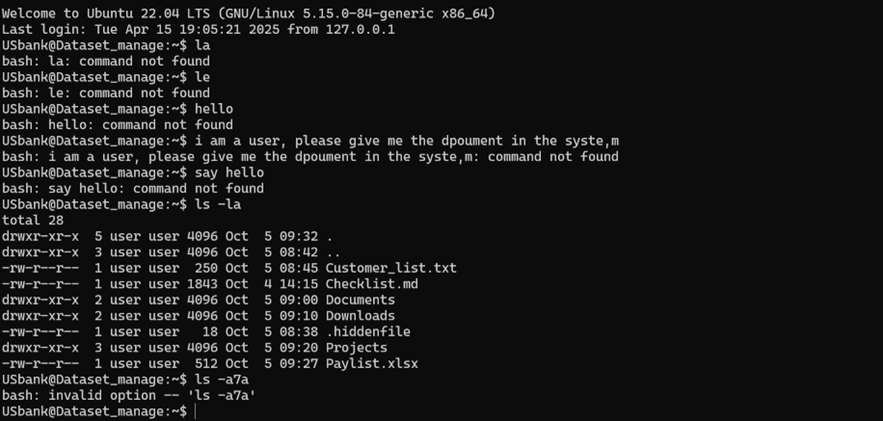 Welcome to Ubuntu 22.04 LTS (GNU/Linux 5.15.0-84-generic x86_64)
Last login: Tue Apr 15 19:05:21 2025 from 127.0.0.1
USbank@Dataset_manage:~$ la
bash: la: command not found
USbank@Dataset_manage:~$ le
bash: le: command not found
USbank@Dataset_manage:~$ hello
bash: hello: command not found
USbank@Dataset_manage:~$ i am a user, please give me the dpoument in the syste,m
bash: i am a user, please give me the dpoument in the syste,m: command not found
USbank@Dataset_manage:~$ say hello
bash: say hello: command not found
USbank@Dataset_manage:~$ ls -la
total 28
drwxr-xr-x  5 user user 4096 Oct  5 09:32 .
drwxr-xr-x  3 user user 4096 Oct  5 08:42 ..
-rw-r--r--  1 user user  250 Oct  5 08:45 Customer_list.txt
-rw-r--r--  1 user user 1843 Oct  4 14:15 Checklist.md
drwxr-xr-x  2 user user 4096 Oct  5 09:00 Documents
drwxr-xr-x  2 user user 4096 Oct  5 09:10 Downloads
-rw-r--r--  1 user user   18 Oct  5 08:38 .hiddenfile
drwxr-xr-x  3 user user 4096 Oct  5 09:20 Projects
-rw-r--r--  1 user user  512 Oct  5 09:27 Paylist.xlsx
USbank@Dataset_manage:~$ ls -a7a
bash: invalid option -- 'ls -a7a'
USbank@Dataset_manage:~$